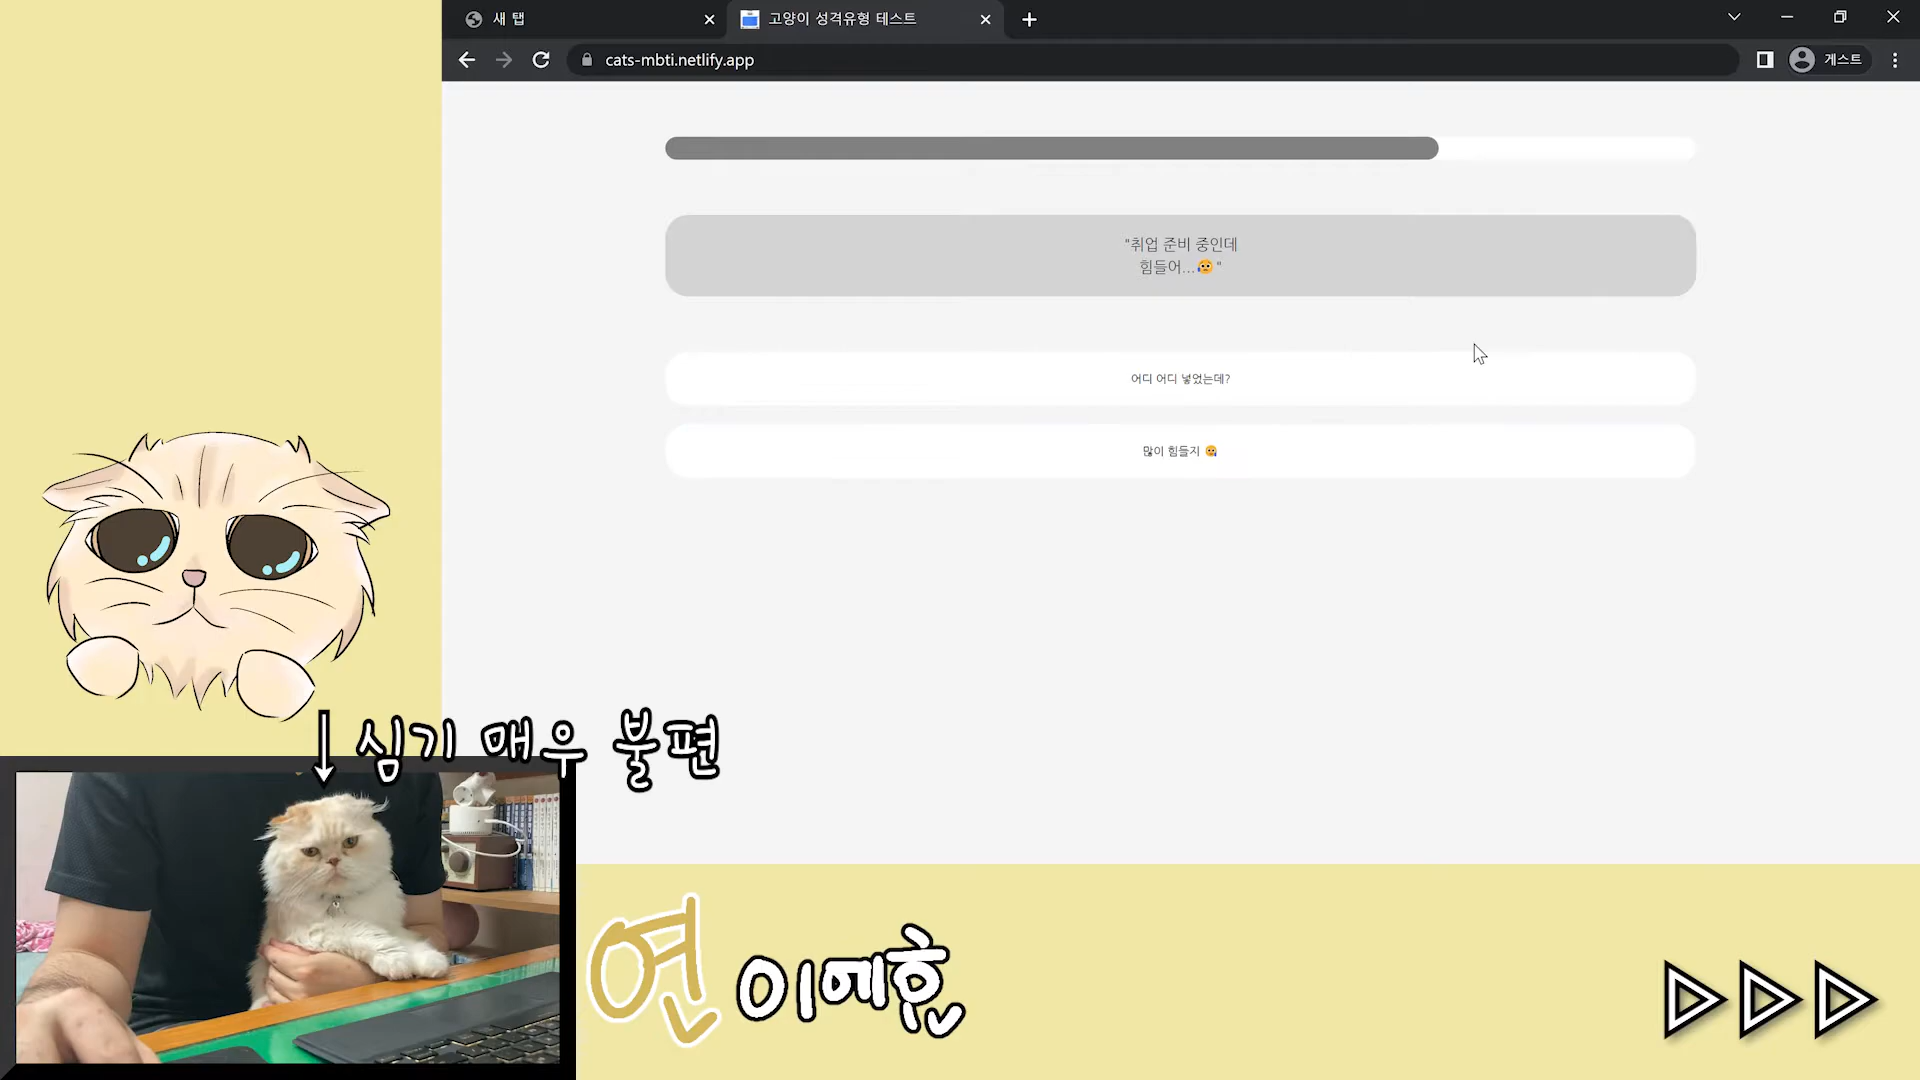 새 탭
고양이 성격유형 테스트
cats-mbti.netlify.app
게스트
"취업 준비 중인데
힘들어...😥 "
어디 어디 넣었는데?
많이 힘들지 🤧
↓ 심기 매우 불편
연 이에흔